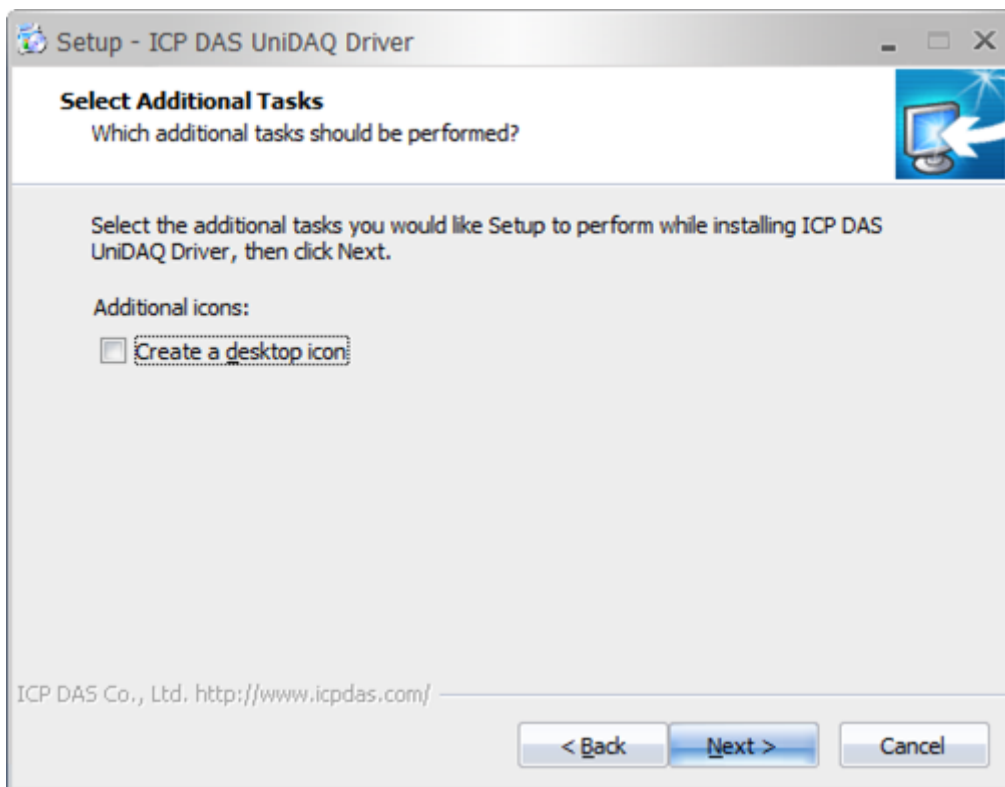 Setup - ICP DAS UniDAQ Driver
Select Additional Tasks
Which additional tasks should be performed?
Select the additional tasks you would like Setup to perform while installing ICP DAS
UniDAQ Driver, then click Next.
Additional icons:
Create a desktop icon
ICP DAS Co., Ltd. http://www.icpdas.com/
< Back Next > Cancel